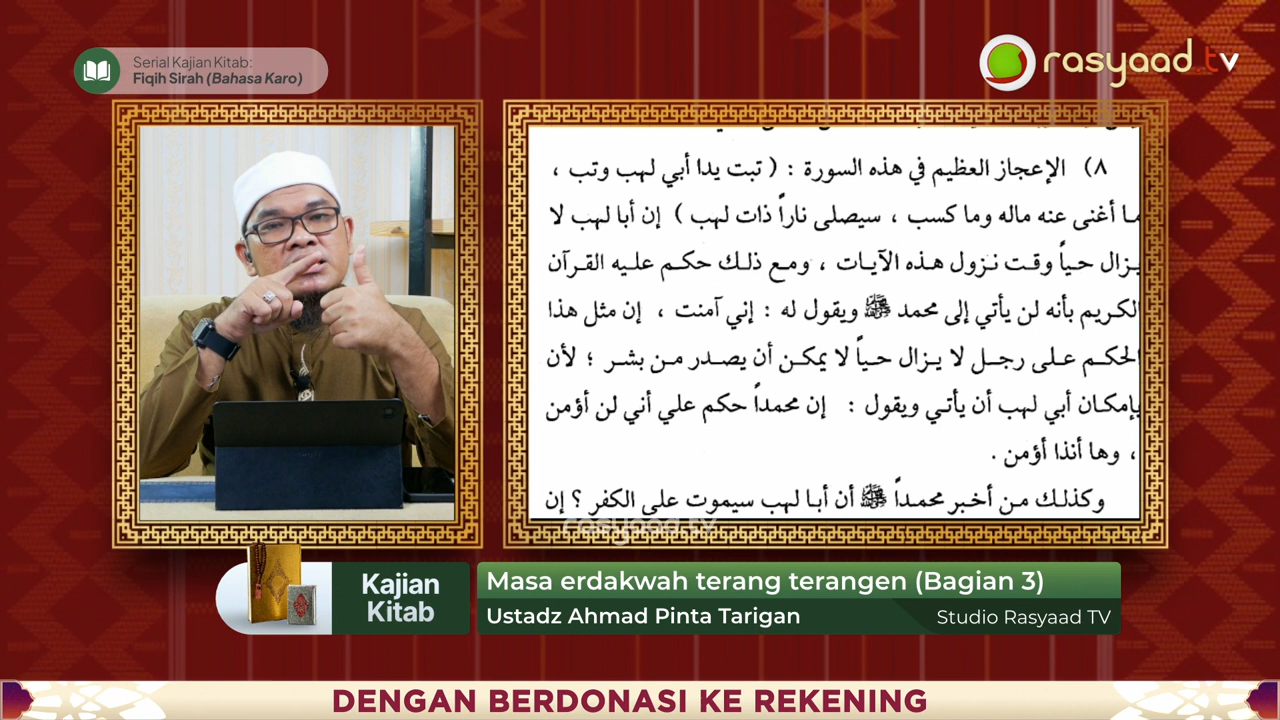 Serial Kajian Kitab:
Fiqih Sirah (Bahasa Karo)
rasyaad tv
٨) الإعجاز العظيم في هذه السورة : ( تبت يدا أبي لهب وتب ،
ما أغنى عنه ماله وما كسب ، سيصلى ناراً ذات لهب ) إن أبا لهب لا
يزال حياً وقت نزول هذه الآيات ، ومع ذلك حكم عليه القرآن
الكريم بأنه لن يأتي إلى محمد ﷺ ويقول له : إني آمنت ، إن مثل هذا
الحكم على رجل لا يزال حياً لا يمكن أن يصدر من بشر ؛ لأن
بإمكان أبي لهب أن يأتي ويقول : إن محمداً حكم علي أني لن أؤمن
، وها أنذا أؤمن .
وكذلك من أخبر محمداً ﷺ أن أبا لهب سيموت على الكفر ؟ إن
rasyaad tv
Kajian
Kitab
Masa erdakwah terang terangen (Bagian 3)
Ustadz Ahmad Pinta Tarigan
Studio Rasyaad TV
DENGAN BERDONASI KE REKENING